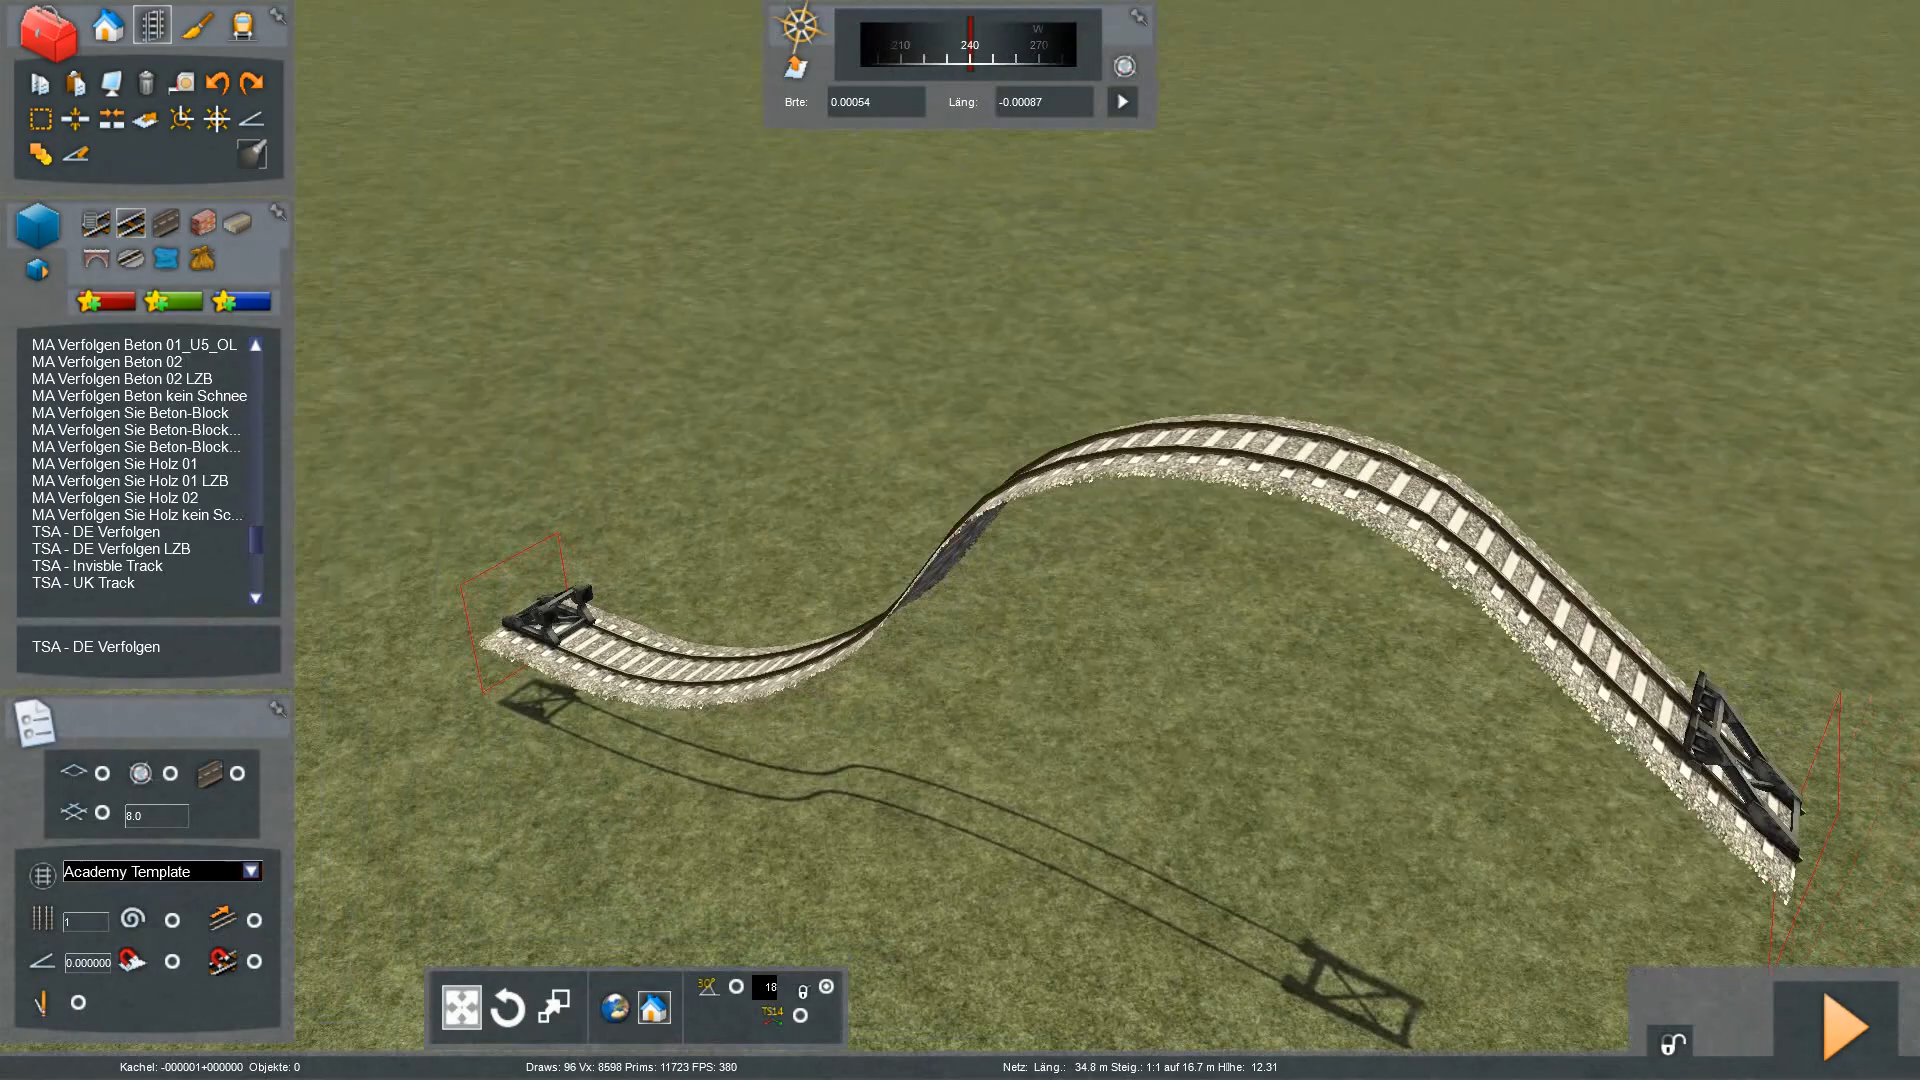 210 240 W 270
Brte: 0.00054 Läng: -0.00087
MA Verfolgen Beton 01_U5_OL
MA Verfolgen Beton 02
MA Verfolgen Beton 02 LZB
MA Verfolgen Beton kein Schnee
MA Verfolgen Sie Beton-Block
MA Verfolgen Sie Beton-Block...
MA Verfolgen Sie Beton-Block...
MA Verfolgen Sie Holz 01
MA Verfolgen Sie Holz 01 LZB
MA Verfolgen Sie Holz 02
MA Verfolgen Sie Holz kein Sc...
TSA - DE Verfolgen
TSA - DE Verfolgen LZB
TSA - Invisble Track
TSA - UK Track
TSA - DE Verfolgen
8.0
Academy Template
1
0.000000
30° 18
TS14
Kachel: -000001+000000 Objekte: 0
Draws: 96 Vx: 8598 Prims: 11723 FPS: 380
Netz: Läng.: 34.8 m Steig.: 1:1 auf 16.7 m H▯he: 12.31